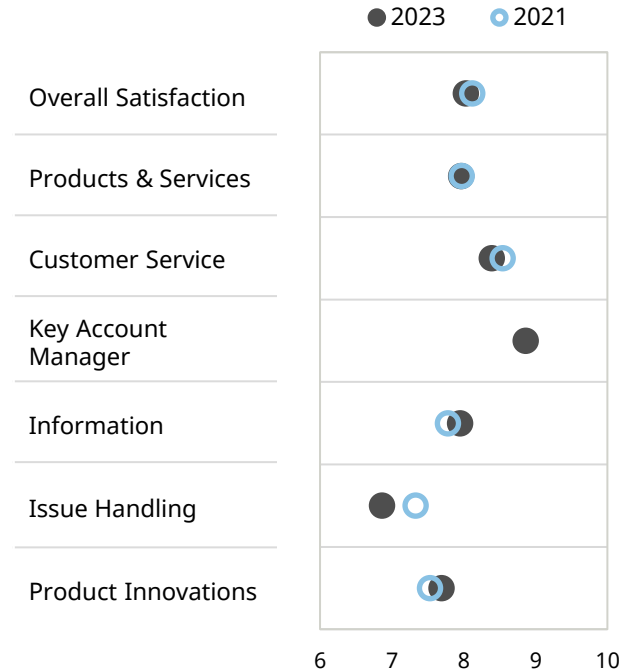 2023 2021
Overall Satisfaction
Products & Services
Customer Service
Key Account
Manager
Information
Issue Handling
Product Innovations
6 7 8 9 10